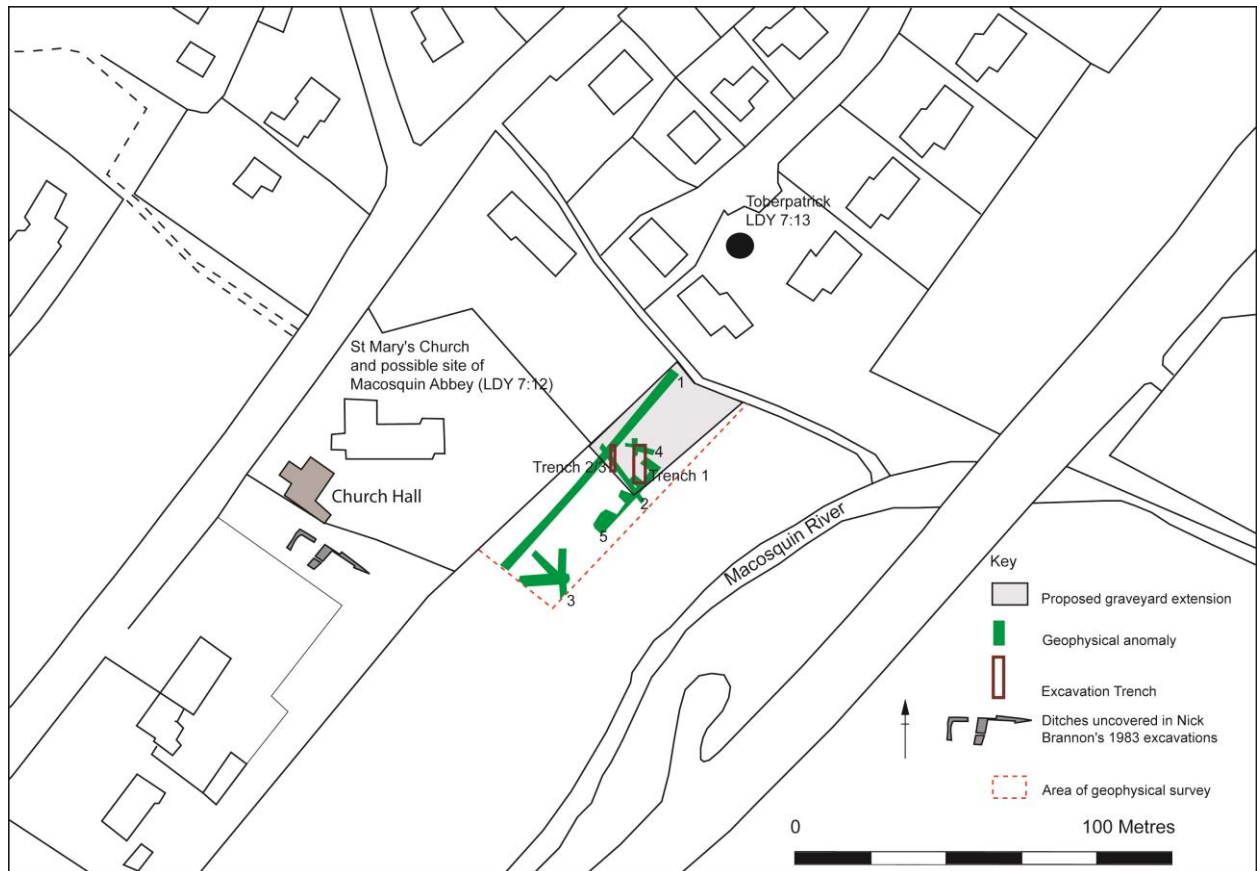 Toberpatrick
LDY 7:13
St Mary's Church
and possible site of
Macosquin Abbey (LDY 7:12)
1
4
Trench 2/3
Trench 1
2
Church Hall
5
3
Macosquin River
Key
Proposed graveyard extension
Geophysical anomaly
Excavation Trench
Ditches uncovered in Nick
Brannon's 1983 excavations
Area of geophysical survey
0
100 Metres